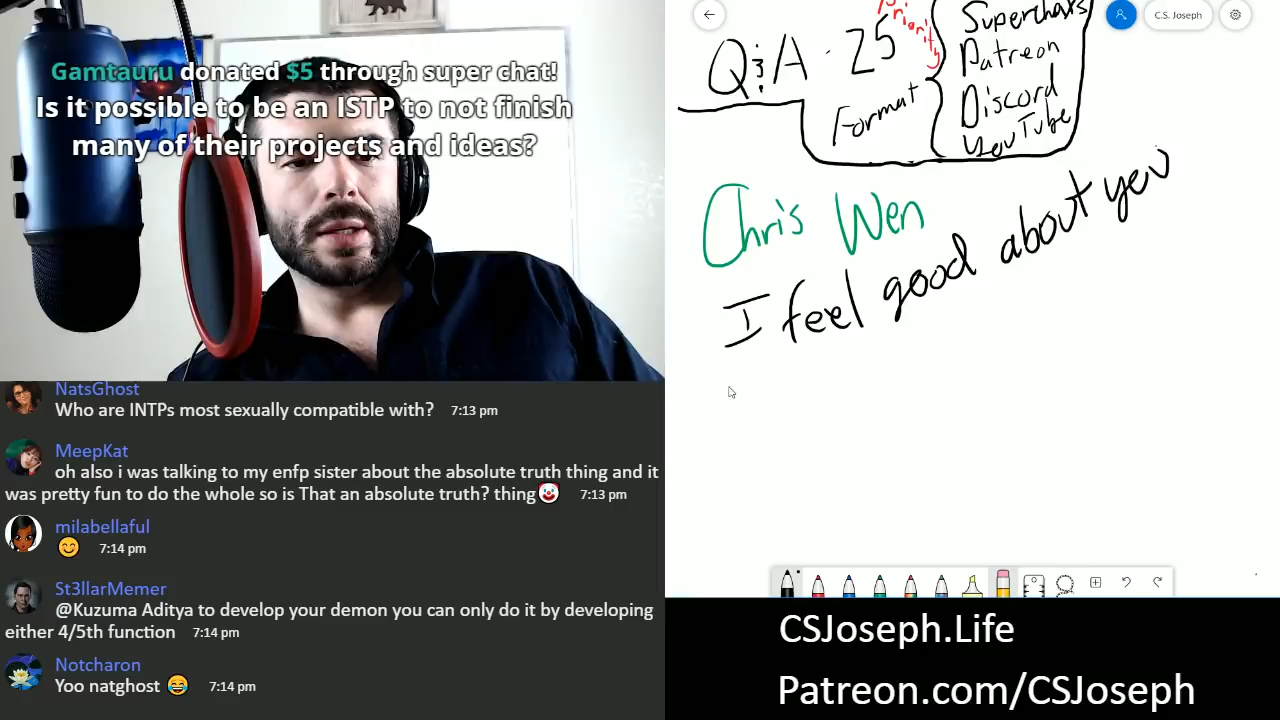 Gamtauru donated $5 through super chat!
Is it possible to be an ISTP to not finish
many of their projects and ideas?
NatsGhost
Who are INTPs most sexually compatible with? 7:13 pm
MeepKat
oh also i was talking to my enfp sister about the absolute truth thing and it
was pretty fun to do the whole so is That an absolute truth? thing🤡 7:13 pm
milabellaful
😊 7:14 pm
St3llarMemer
@Kuzuma Aditya to develop your demon you can only do it by developing
either 4/5th function 7:14 pm
Notcharon
Yoo natghost 😂 7:14 pm
C.S. Joseph
Q&A · 25
Format
Priority
Superchats
Patreon
Discord
YouTube
Chris Wen
I feel good about you
CSJoseph.Life
Patreon.com/CSJoseph